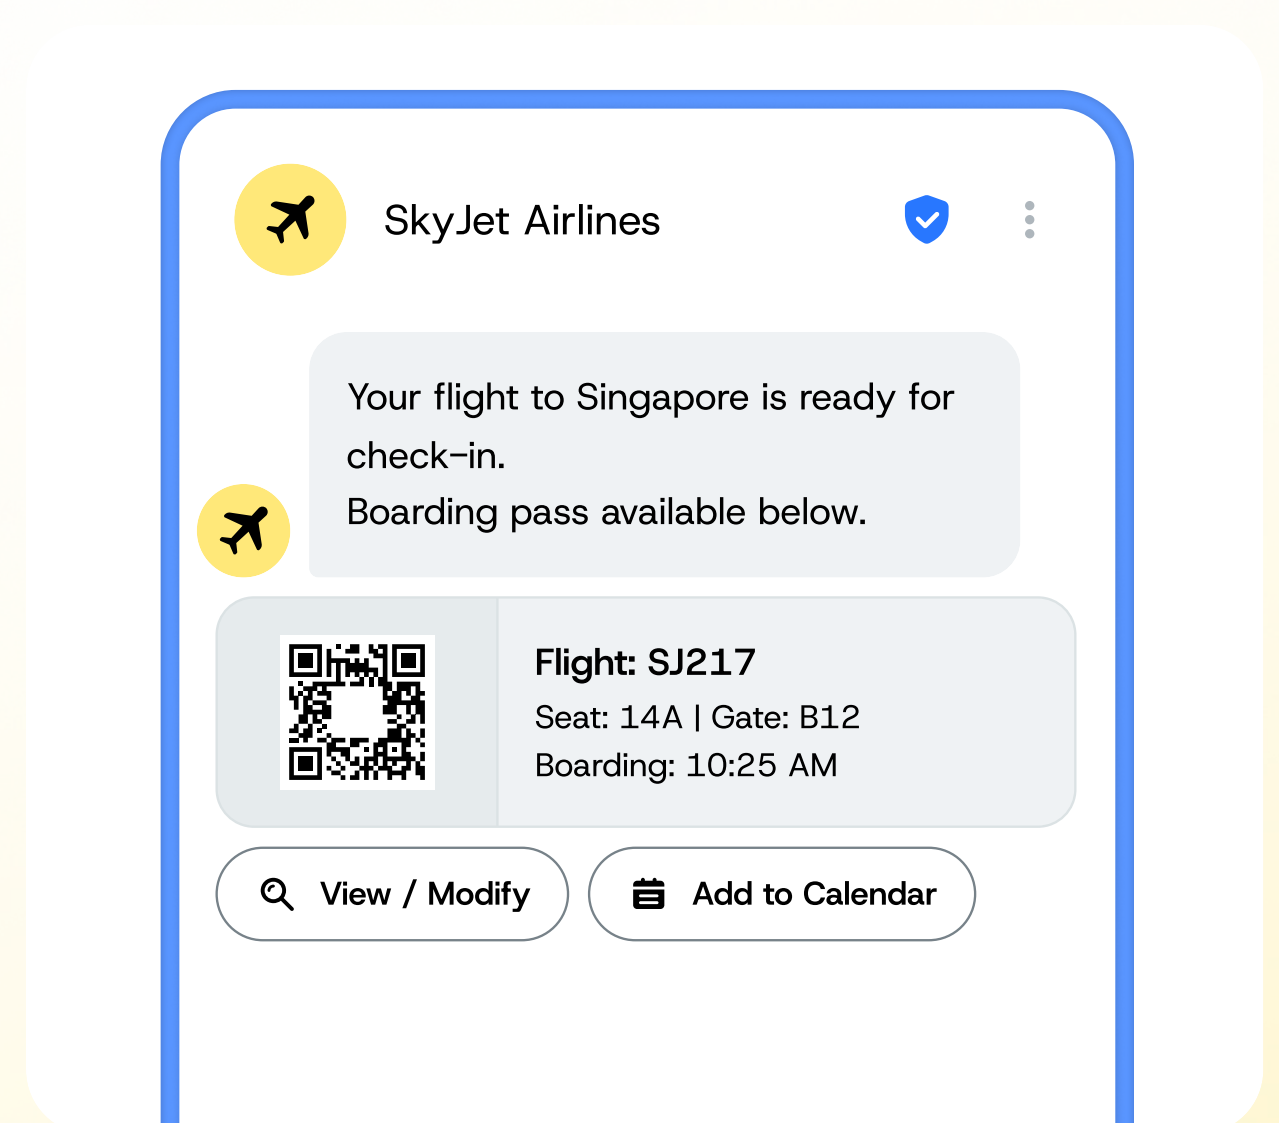 SkyJet Airlines
Your flight to Singapore is ready for
check-in.
Boarding pass available below.
Flight: SJ217
Seat: 14A | Gate: B12
Boarding: 10:25 AM
View / Modify
Add to Calendar